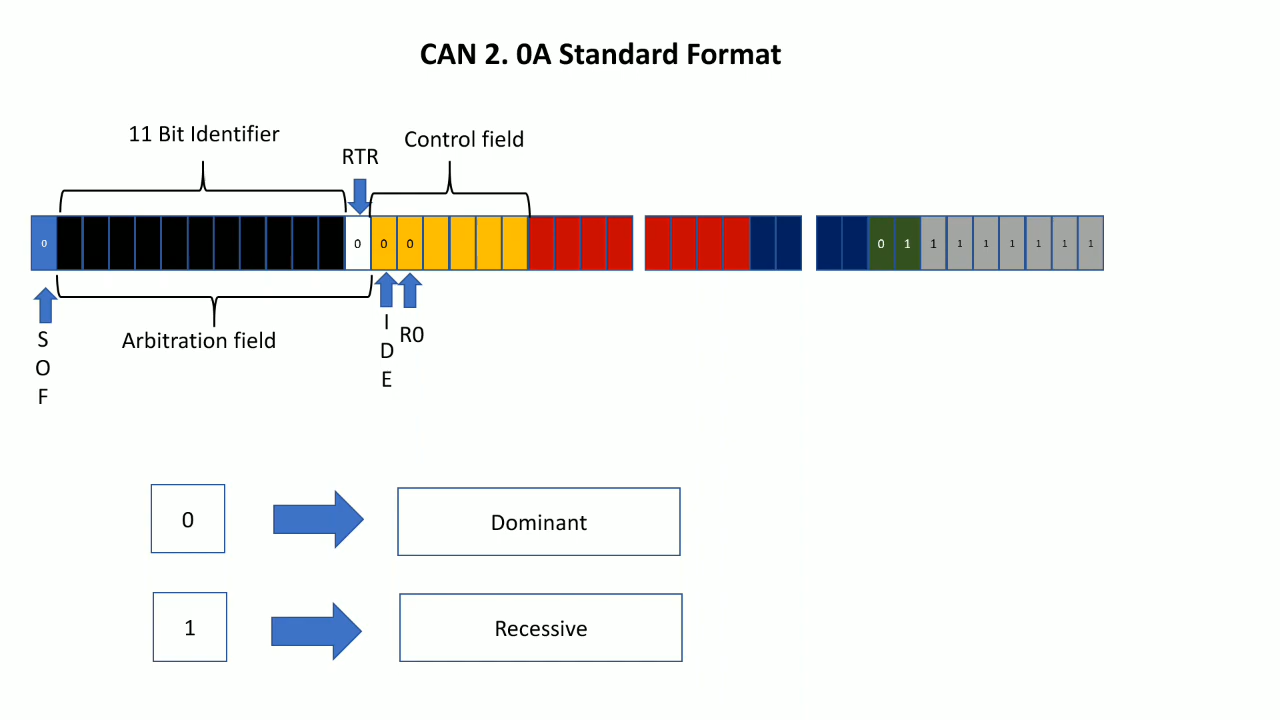 CAN 2. 0A Standard Format
11 Bit Identifier
RTR
Control field
0 0 0 0 0 1 1 1 1 1 1 1 1
Arbitration field
S
O
F
I
D
E
R0
0
Dominant
1
Recessive